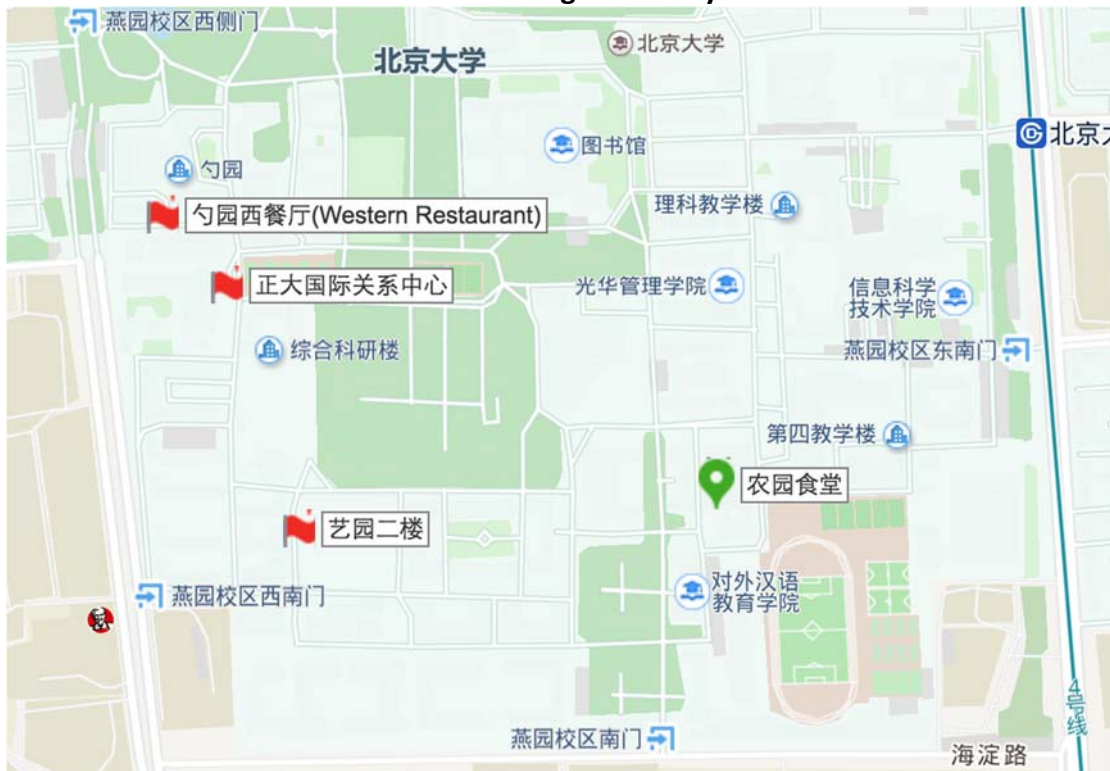 燕园校区西侧门
北京大学
北京大学
图书馆
北京大
勺园
勺园西餐厅(Western Restaurant)
理科教学楼
正大国际关系中心
光华管理学院
信息科学
技术学院
综合科研楼
燕园校区东南门
第四教学楼
农园食堂
艺园二楼
对外汉语
教育学院
燕园校区西南门
4号线
燕园校区南门
海淀路